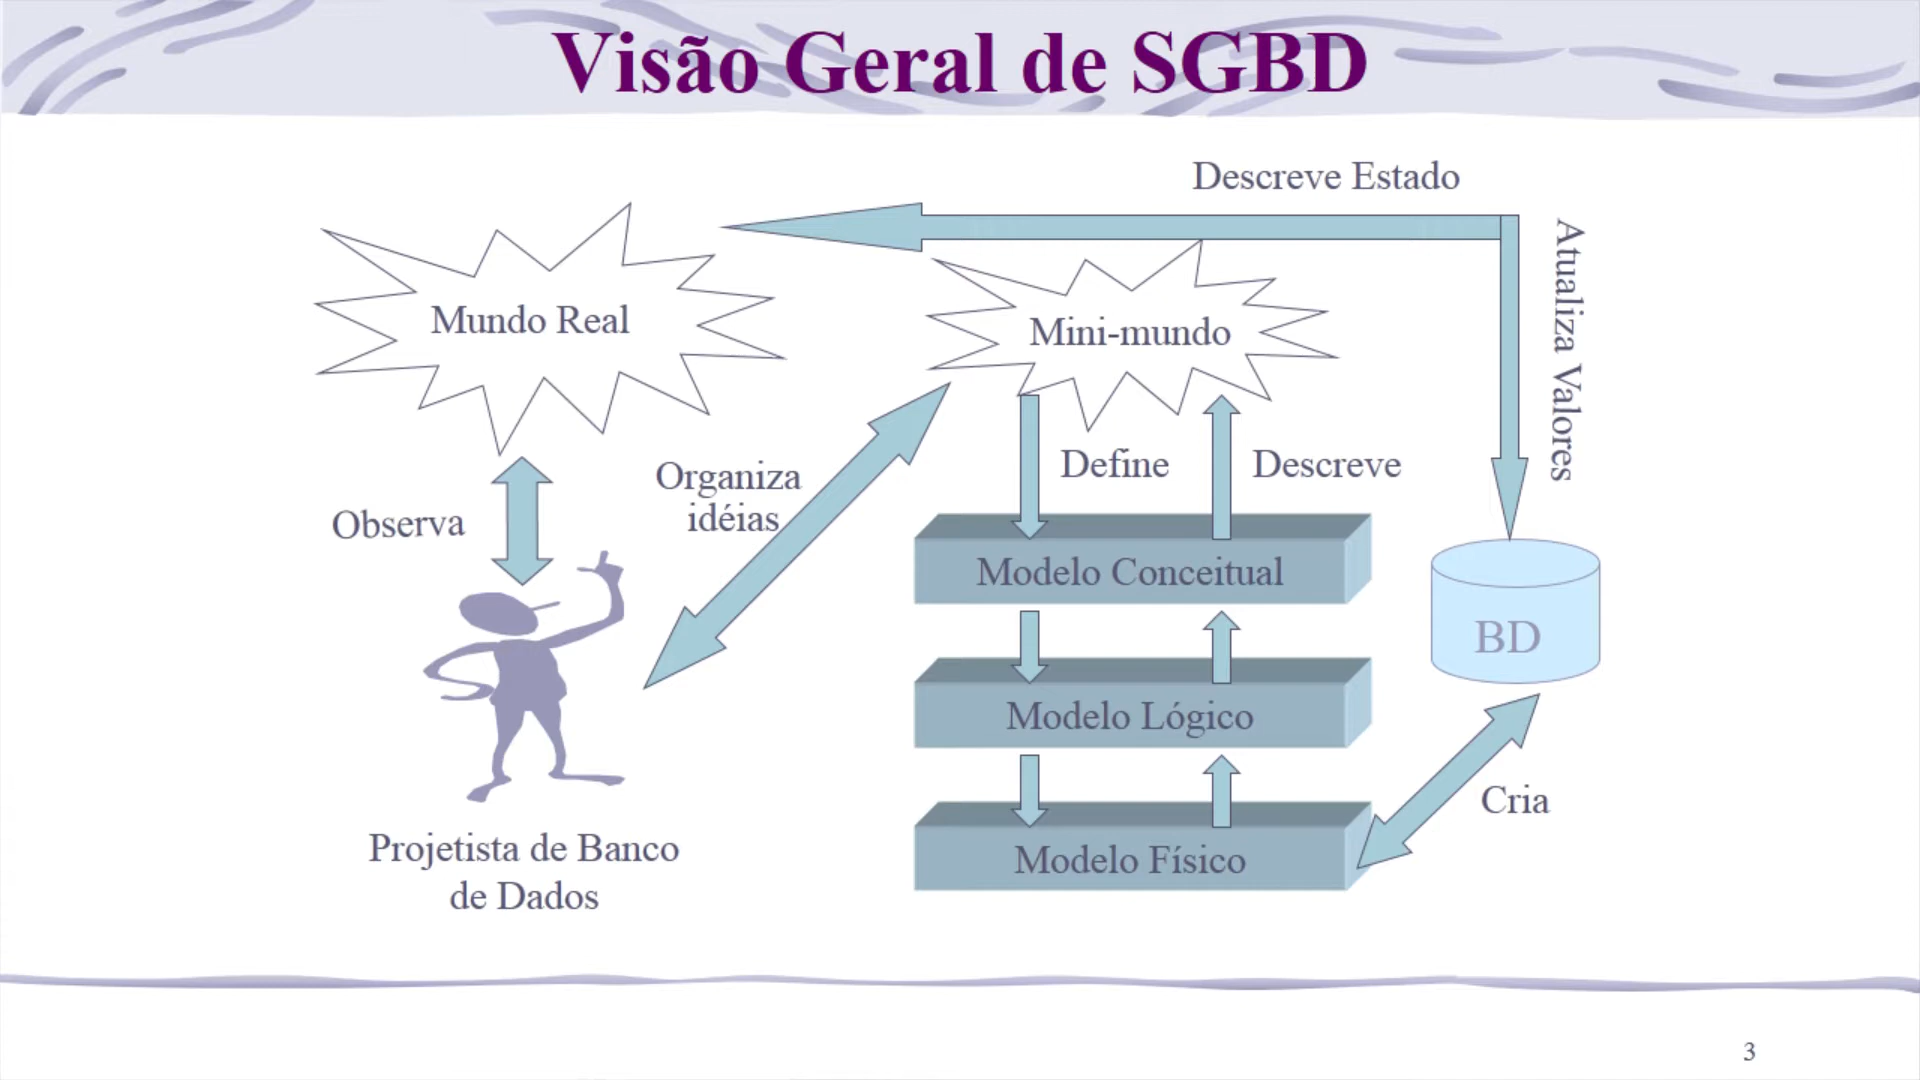 Visão Geral de SGBD
Descreve Estado
Atualiza Valores
Mundo Real
Mini-mundo
Define
Descreve
Organiza
idéias
Observa
Modelo Conceitual
BD
Modelo Lógico
Cria
Modelo Físico
Projetista de Banco
de Dados
3